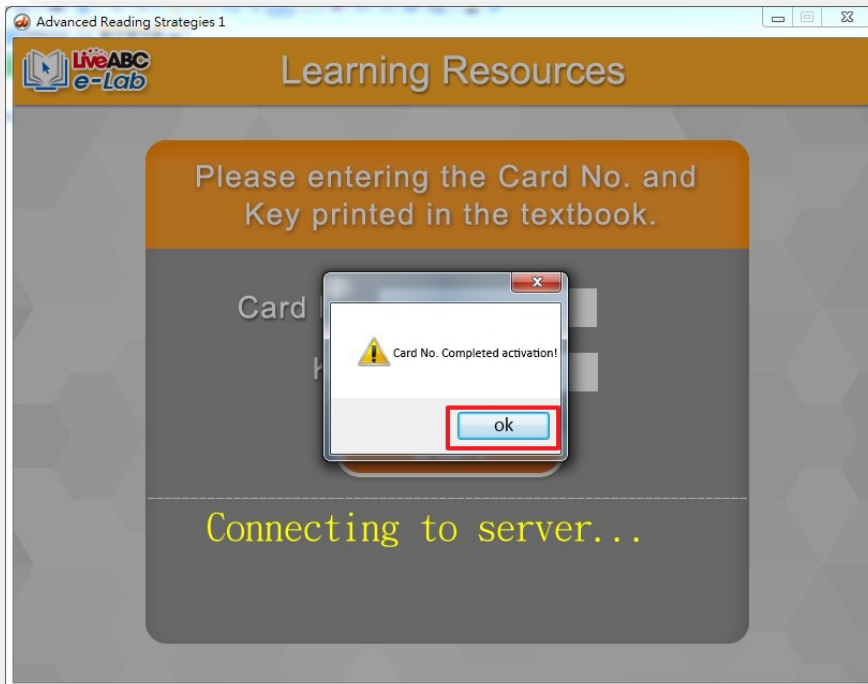 Advanced Reading Strategies 1
LiveABC
e-Lab
Learning Resources
Please entering the Card No. and
Key printed in the textbook.
Card
Card No. Completed activation!
ok
Connecting to server...